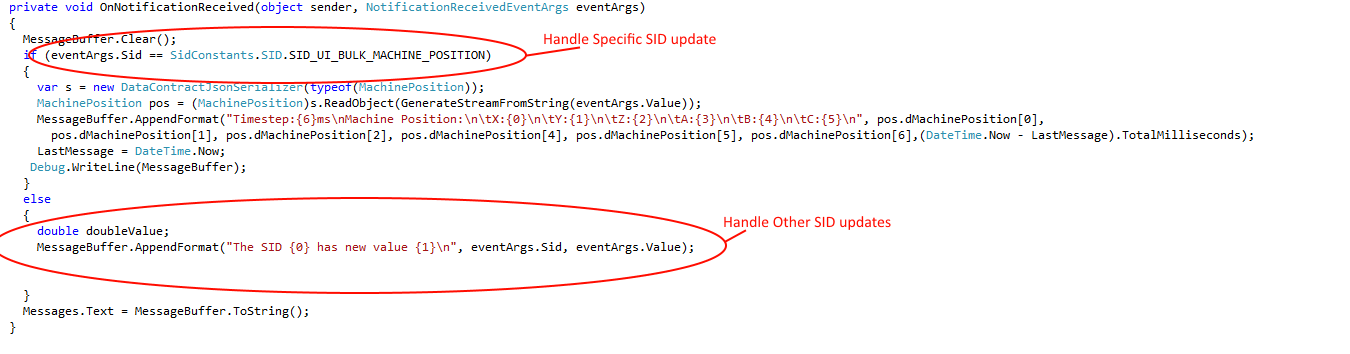 private void OnNotificationReceived(object sender, NotificationReceivedEventArgs eventArgs)
{
MessageBuffer.Clear();
Handle Specific SID update
if (eventArgs.Sid == SidConstants.SID.SID_UI_BULK_MACHINE_POSITION)
{
var s = new DataContractJsonSerializer(typeof(MachinePosition));
MachinePosition pos = (MachinePosition)s.ReadObject(GenerateStreamFromString(eventArgs.Value));
MessageBuffer.AppendFormat("Timestep:{6}ms\nMachine Position:\n\tX:{0}\n\tY:{1}\n\tZ:{2}\n\tA:{3}\n\tB:{4}\n\tC:{5}\n", pos.dMachinePosition[0],
pos.dMachinePosition[1], pos.dMachinePosition[2], pos.dMachinePosition[4], pos.dMachinePosition[5], pos.dMachinePosition[6],(DateTime.Now - LastMessage).TotalMilliseconds);
LastMessage = DateTime.Now;
Debug.WriteLine(MessageBuffer);
}
else
{
Handle Other SID updates
double doubleValue;
MessageBuffer.AppendFormat("The SID {0} has new value {1}\n", eventArgs.Sid, eventArgs.Value);
}
Messages.Text = MessageBuffer.ToString();
}